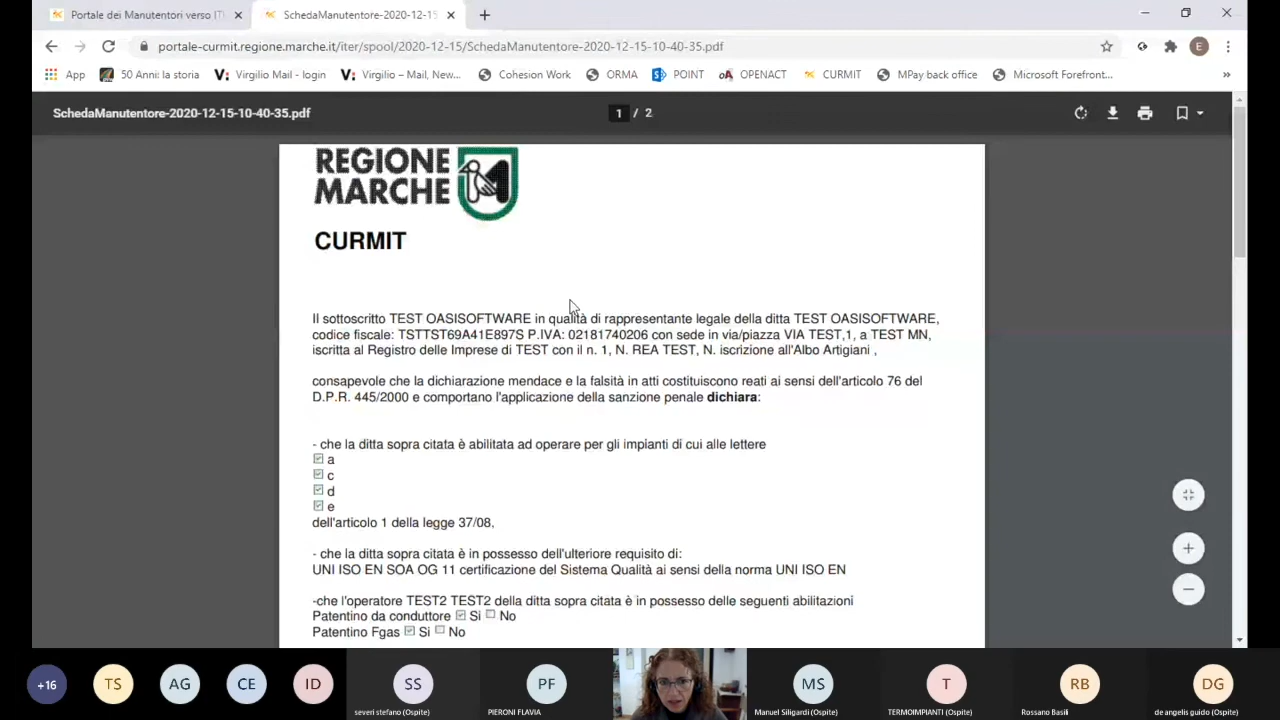 Portale dei Manutentori verso IT
SchedaManutentore-2020-12-15
portale-curmit.regione.marche.it/iter/spool/2020-12-15/SchedaManutentore-2020-12-15-10-40-35.pdf
E
App
50 Anni: la storia
Virgilio Mail - login
Virgilio – Mail, New...
Cohesion Work
ORMA
POINT
OPENACT
CURMIT
MPay back office
Microsoft Forefront...
SchedaManutentore-2020-12-15-10-40-35.pdf
1 / 2
REGIONE
MARCHE
CURMIT
Il sottoscritto TEST OASISOFTWARE in qualità di rappresentante legale della ditta TEST OASISOFTWARE,
codice fiscale: TSTTST69A41E897S P.IVA: 02181740206 con sede in via/piazza VIA TEST,1, a TEST MN,
iscritta al Registro delle Imprese di TEST con il n. 1, N. REA TEST, N. iscrizione all'Albo Artigiani ,
consapevole che la dichiarazione mendace e la falsità in atti costituiscono reati ai sensi dell'articolo 76 del
D.P.R. 445/2000 e comportano l'applicazione della sanzione penale dichiara:
- che la ditta sopra citata è abilitata ad operare per gli impianti di cui alle lettere
a
c
d
e
dell'articolo 1 della legge 37/08,
- che la ditta sopra citata è in possesso dell'ulteriore requisito di:
UNI ISO EN SOA OG 11 certificazione del Sistema Qualità ai sensi della norma UNI ISO EN
-che l'operatore TEST2 TEST2 della ditta sopra citata è in possesso delle seguenti abilitazioni
Patentino da conduttore Sì No
Patentino Fgas Sì No
+16
TS
AG
CE
ID
SS
PF
MS
T
RB
DG
severi stefano (Ospite)
PIERONI FLAVIA
Manuel Siligardi (Ospite)
TERMOIMPIANTI (Ospite)
Rossano Basili
de angelis guido (Ospite)